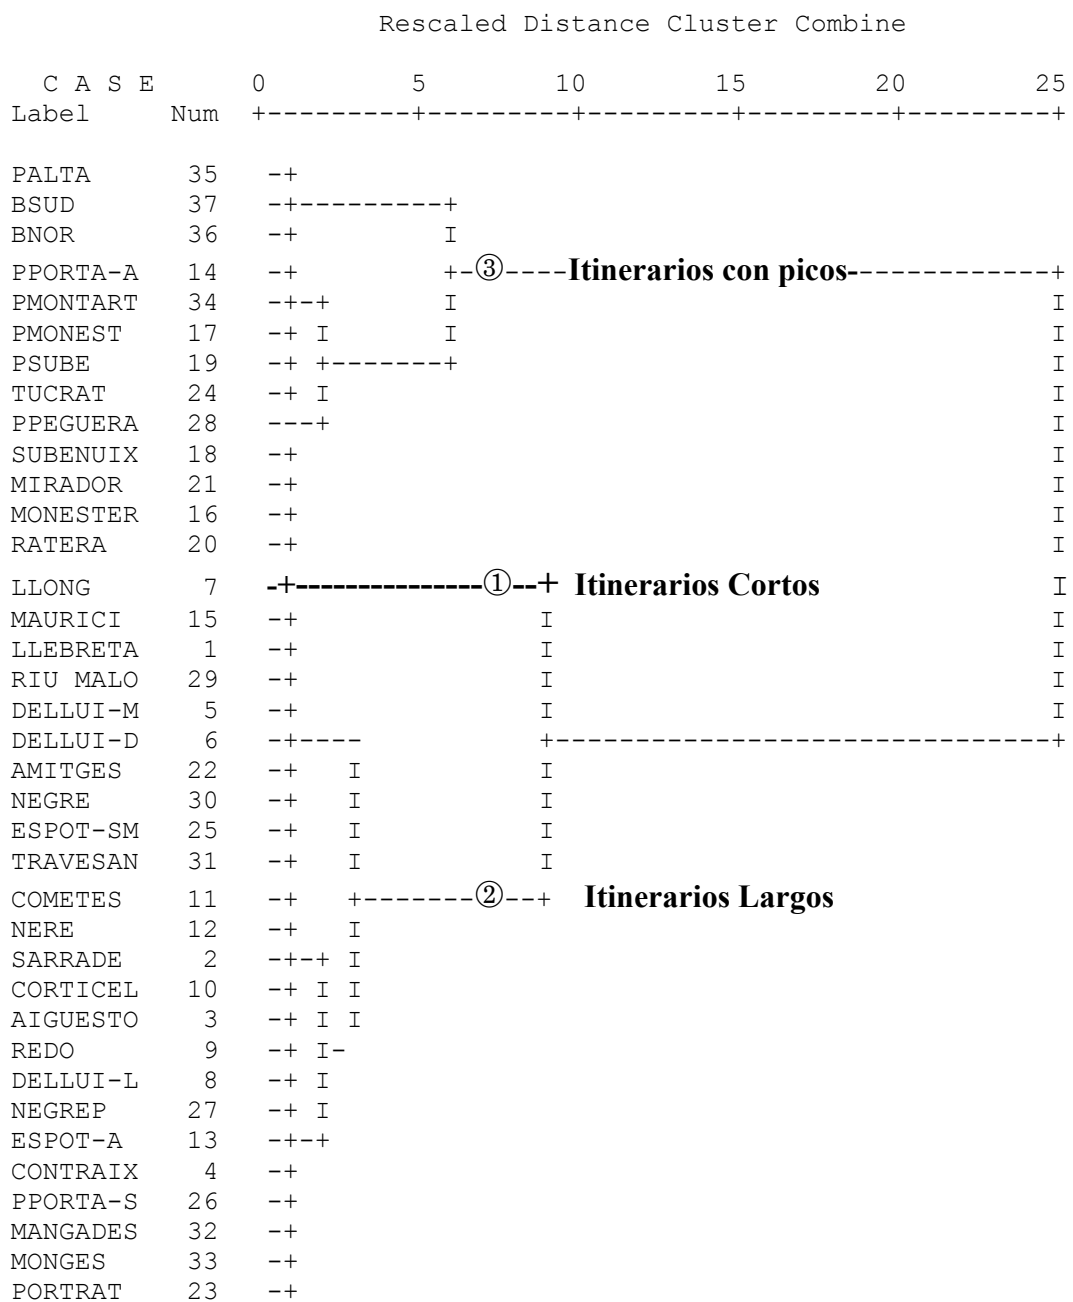 Rescaled Distance Cluster Combine
C A S E 0 5 10 15 20 25
Label Num +---------+---------+---------+---------+---------+
PALTA 35 -+
BSUD 37 -+---------+
BNOR 36 -+ I
PPORTA-A 14 -+ +-③----Itinerarios con picos-------------+
PMONTART 34 -+-+ I I
PMONEST 17 -+ I I I
PSUBE 19 -+ +-------+ I
TUCRAT 24 -+ I I
PPEGUERA 28 ---+ I
SUBENUIX 18 -+ I
MIRADOR 21 -+ I
MONESTER 16 -+ I
RATERA 20 -+ I
LLONG 7 -+---------------①--+ Itinerarios Cortos I
MAURICI 15 -+ I I
LLEBRETA 1 -+ I I
RIU MALO 29 -+ I I
DELLUI-M 5 -+ I I
DELLUI-D 6 -+---- +-------------------------------+
AMITGES 22 -+ I I
NEGRE 30 -+ I I
ESPOT-SM 25 -+ I I
TRAVESAN 31 -+ I I
COMETES 11 -+ +-------②--+ Itinerarios Largos
NERE 12 -+ I
SARRADE 2 -+-+ I
CORTICEL 10 -+ I I
AIGUESTO 3 -+ I I
REDO 9 -+ I-
DELLUI-L 8 -+ I
NEGREP 27 -+ I
ESPOT-A 13 -+-+
CONTRAIX 4 -+
PPORTA-S 26 -+
MANGADES 32 -+
MONGES 33 -+
PORTRAT 23 -+